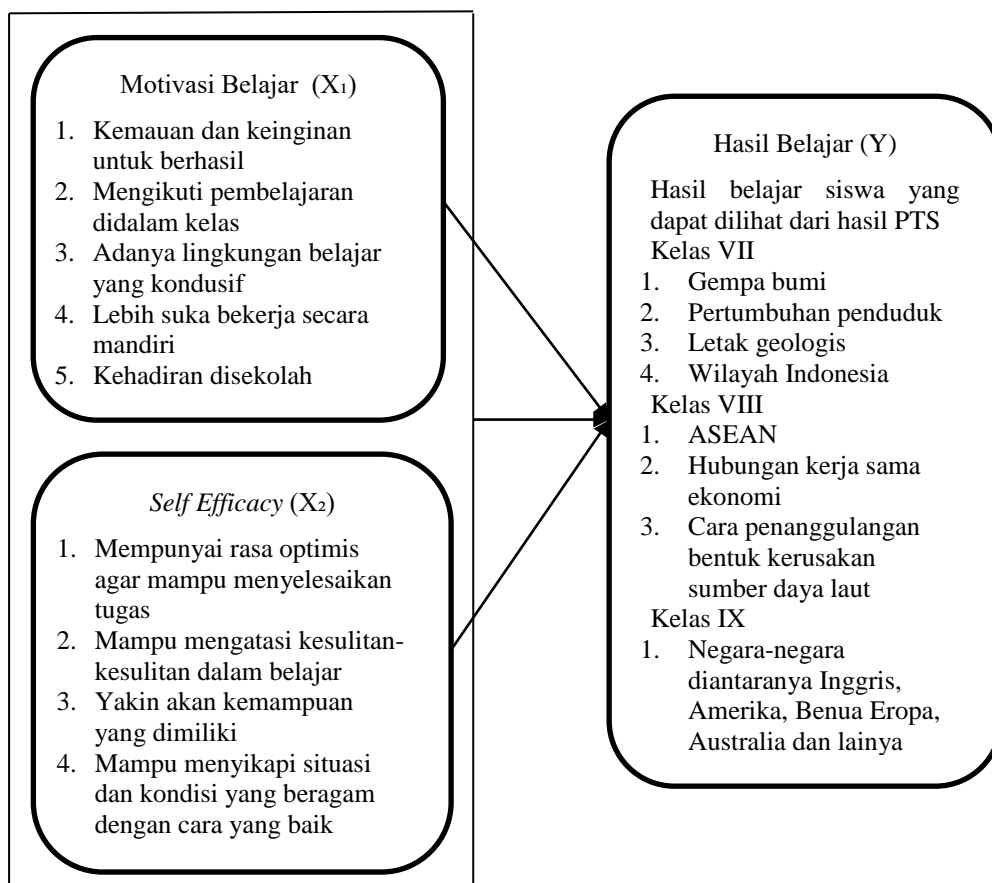 Motivasi Belajar (X₁)
1. Kemauan dan keinginan
untuk berhasil
2. Mengikuti pembelajaran
didalam kelas
3. Adanya lingkungan belajar
yang kondusif
4. Lebih suka bekerja secara
mandiri
5. Kehadiran disekolah
Self Efficacy (X₂)
1. Mempunyai rasa optimis
agar mampu menyelesaikan
tugas
2. Mampu mengatasi kesulitan-
kesulitan dalam belajar
3. Yakin akan kemampuan
yang dimiliki
4. Mampu menyikapi situasi
dan kondisi yang beragam
dengan cara yang baik
Hasil Belajar (Y)
Hasil belajar siswa yang
dapat dilihat dari hasil PTS
Kelas VII
1. Gempa bumi
2. Pertumbuhan penduduk
3. Letak geologis
4. Wilayah Indonesia
Kelas VIII
1. ASEAN
2. Hubungan kerja sama
ekonomi
3. Cara penanggulangan
bentuk kerusakan
sumber daya laut
Kelas IX
1. Negara-negara
diantaranya Inggris,
Amerika, Benua Eropa,
Australia dan lainya